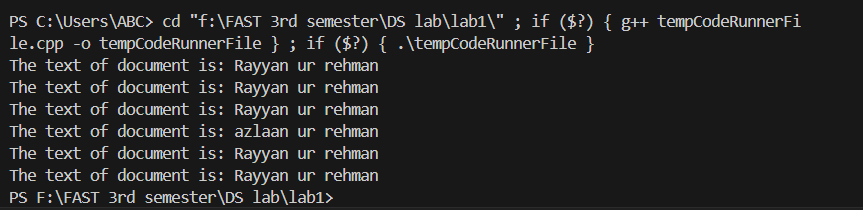 PS C:\Users\ABC> cd "f:\FAST 3rd semester\DS lab\lab1\" ; if ($?) { g++ tempCodeRunnerFi
le.cpp -o tempCodeRunnerFile } ; if ($?) { .\tempCodeRunnerFile }
The text of document is: Rayyan ur rehman
The text of document is: Rayyan ur rehman
The text of document is: Rayyan ur rehman
The text of document is: azlaan ur rehman
The text of document is: Rayyan ur rehman
The text of document is: Rayyan ur rehman
PS F:\FAST 3rd semester\DS lab\lab1>